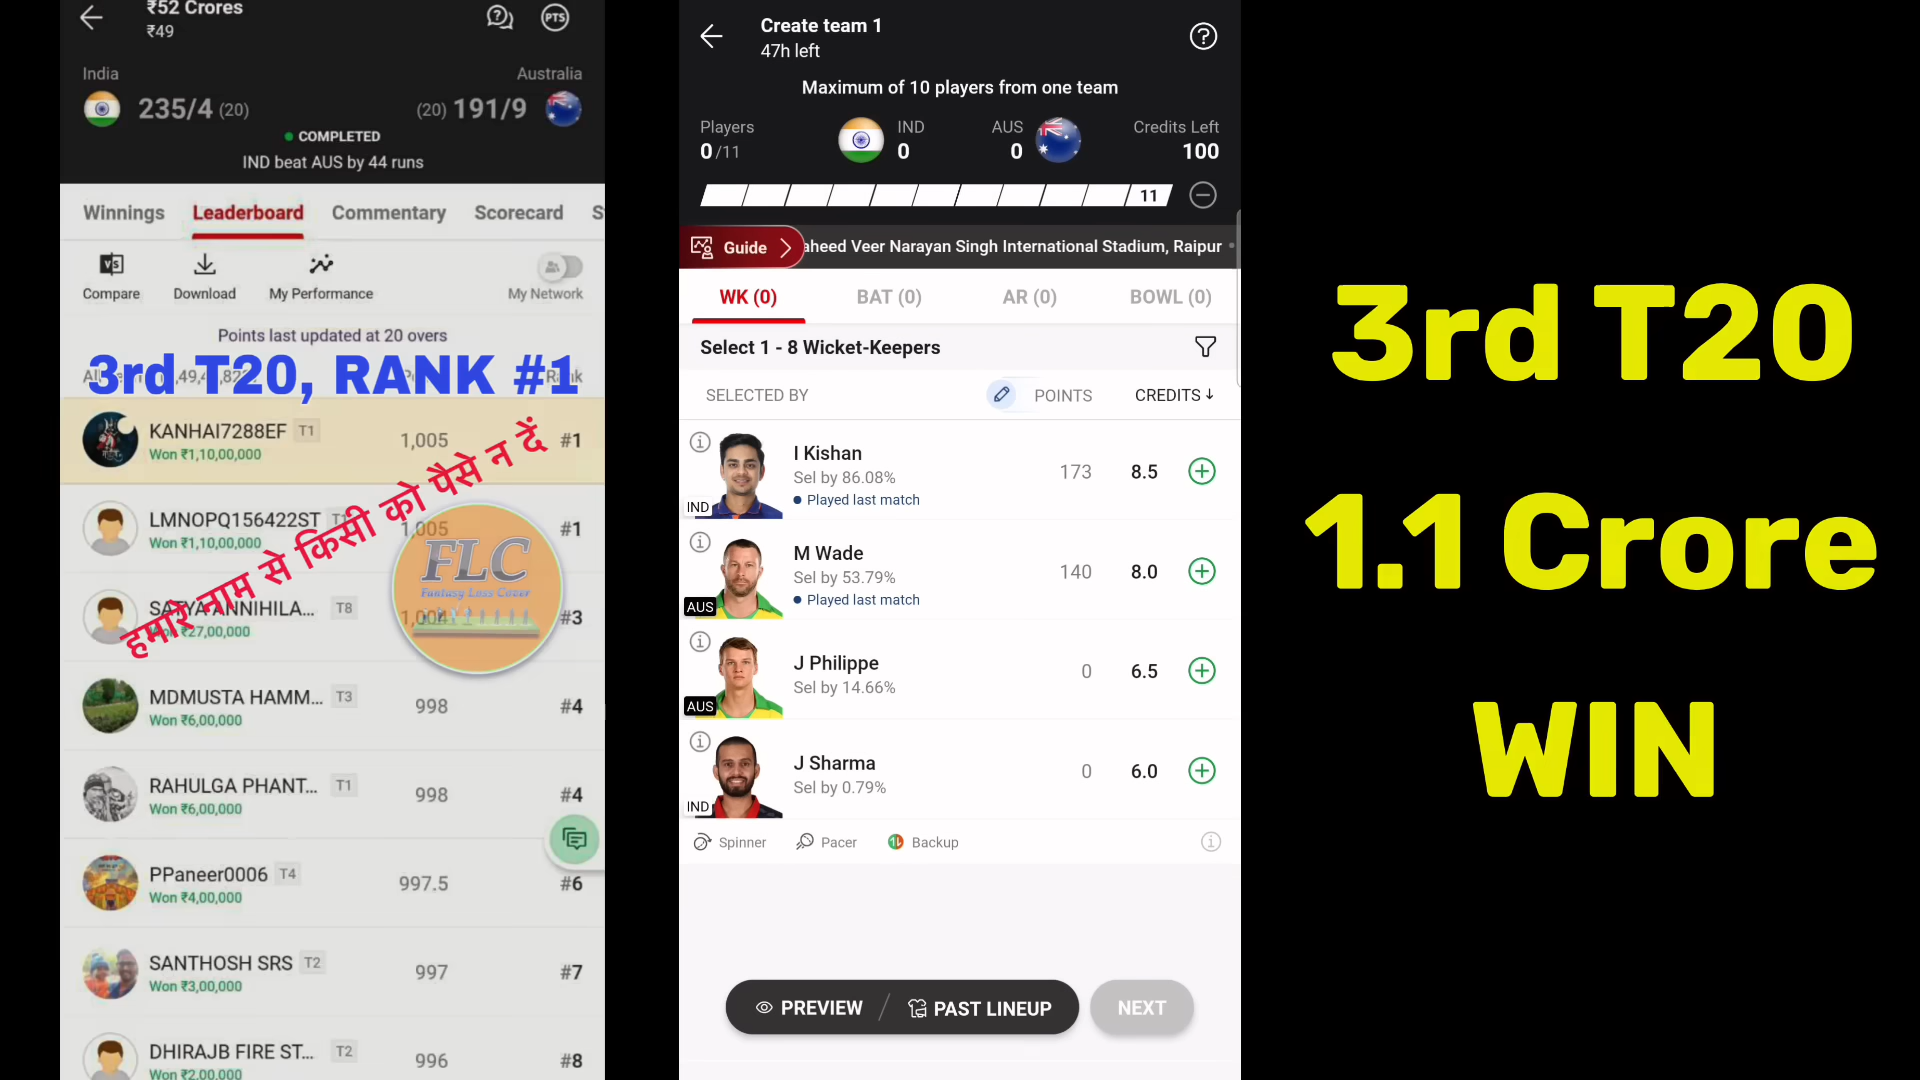 ₹52 Crores
₹49
India
Australia
235/4 (20)
(20) 191/9
COMPLETED
IND beat AUS by 44 runs
Winnings
Leaderboard
Commentary
Scorecard
S
Compare
Download
My Performance
My Network
Points last updated at 20 overs
3rd T20, RANK #1
KANHAI7288EF T1
Won ₹1,10,00,000
1,005
#1
LMNOPQ156422ST
Won ₹1,10,00,000
1,005
#1
हमारे नाम से किसी को पैसे न दें
FLC
Fantasy Loss Cover
SATYA ANNIHILA... T8
Won ₹27,00,000
1,004
#3
MDMUSTA HAMM... T3
Won ₹6,00,000
998
#4
RAHULGA PHANT... T1
Won ₹6,00,000
998
#4
PPaneer0006 T4
Won ₹4,00,000
997.5
#6
SANTHOSH SRS T2
Won ₹3,00,000
997
#7
DHIRAJB FIRE ST... T2
Won ₹2,00,000
996
#8
Create team 1
47h left
Maximum of 10 players from one team
Players
0/11
IND
0
AUS
0
Credits Left
100
11
Guide
aheed Veer Narayan Singh International Stadium, Raipur
WK (0)
BAT (0)
AR (0)
BOWL (0)
Select 1 - 8 Wicket-Keepers
SELECTED BY
POINTS
CREDITS↓
I Kishan
Sel by 86.08%
Played last match
IND
173
8.5
M Wade
Sel by 53.79%
Played last match
AUS
140
8.0
J Philippe
Sel by 14.66%
AUS
0
6.5
J Sharma
Sel by 0.79%
IND
0
6.0
Spinner
Pacer
Backup
PREVIEW
PAST LINEUP
NEXT
3rd T20
1.1 Crore
WIN